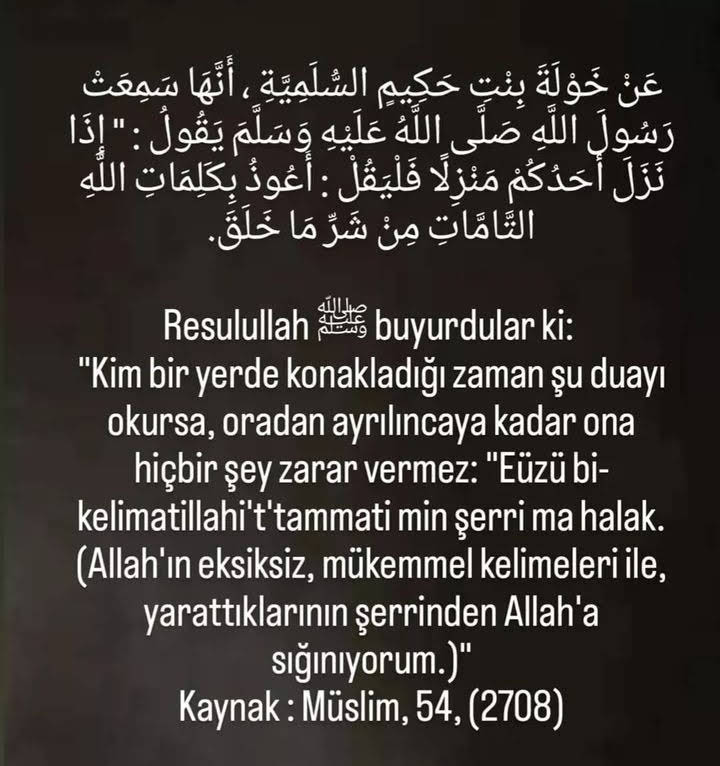 عَنْ خَوْلَةَ بِنْتِ حَكِيمٍ السُّلَمِيَّةِ ، أَنَّهَا سَمِعَتْ
رَسُولَ اللَّهِ صَلَّى اللَّهُ عَلَيْهِ وَسَلَّمَ يَقُولُ : " إِذَا
نَزَلَ أَحَدُكُمْ مَنْزِلًا فَلْيَقُلْ : أَعُوذُ بِكَلِمَاتِ اللَّهِ
التَّامَّاتِ مِنْ شَرِّ مَا خَلَقَ.
Resulullah ﷺ buyurdular ki:
"Kim bir yerde konakladığı zaman şu duayı
okursa, oradan ayrılıncaya kadar ona
hiçbir şey zarar vermez: "Eüzü bi-
kelimatillahi't'tammati min şerri ma halak.
(Allah'ın eksiksiz, mükemmel kelimeleri ile,
yarattıklarının şerrinden Allah'a
sığınıyorum.)"
Kaynak : Müslim, 54, (2708)